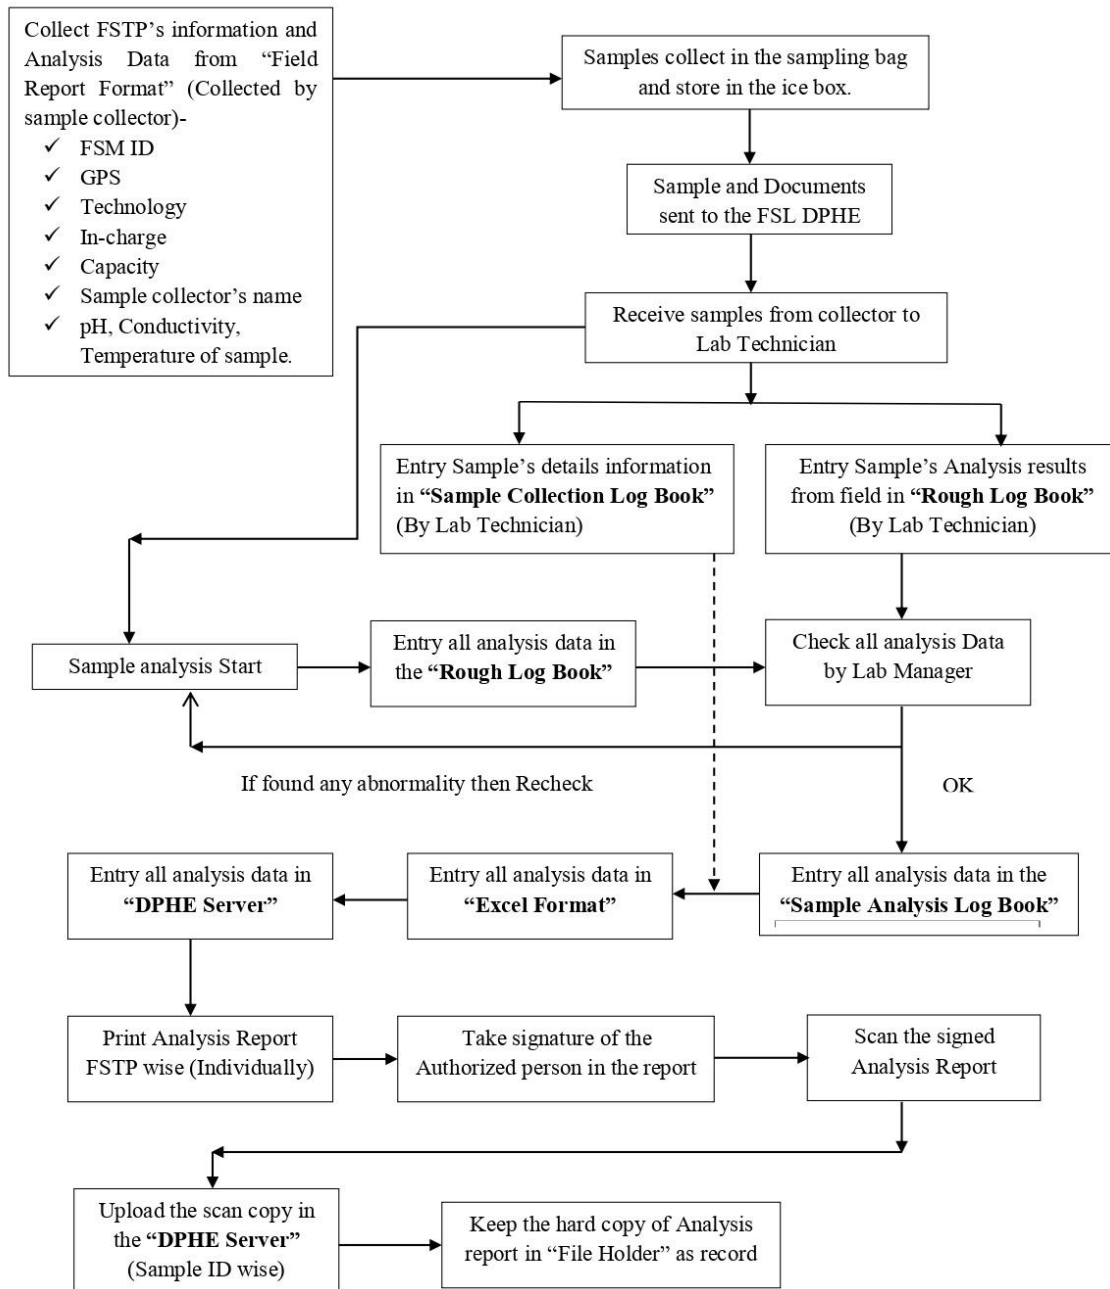 Collect FSTP’s information and
Analysis Data from “Field
Report Format” (Collected by
sample collector)-
✓ FSM ID
✓ GPS
✓ Technology
✓ In-charge
✓ Capacity
✓ Sample collector’s name
✓ pH, Conductivity,
Temperature of sample.
Samples collect in the sampling bag
and store in the ice box.
Sample and Documents
sent to the FSL DPHE
Receive samples from collector to
Lab Technician
Entry Sample’s details information
in “Sample Collection Log Book”
(By Lab Technician)
Entry Sample’s Analysis results
from field in “Rough Log Book”
(By Lab Technician)
Sample analysis Start
Entry all analysis data in
the “Rough Log Book”
Check all analysis Data
by Lab Manager
If found any abnormality then Recheck
OK
Entry all analysis data in the
“Sample Analysis Log Book”
Entry all analysis data in
“Excel Format”
Entry all analysis data in
“DPHE Server”
Print Analysis Report
FSTP wise (Individually)
Take signature of the
Authorized person in the report
Scan the signed
Analysis Report
Upload the scan copy in
the “DPHE Server”
(Sample ID wise)
Keep the hard copy of Analysis
report in “File Holder” as record